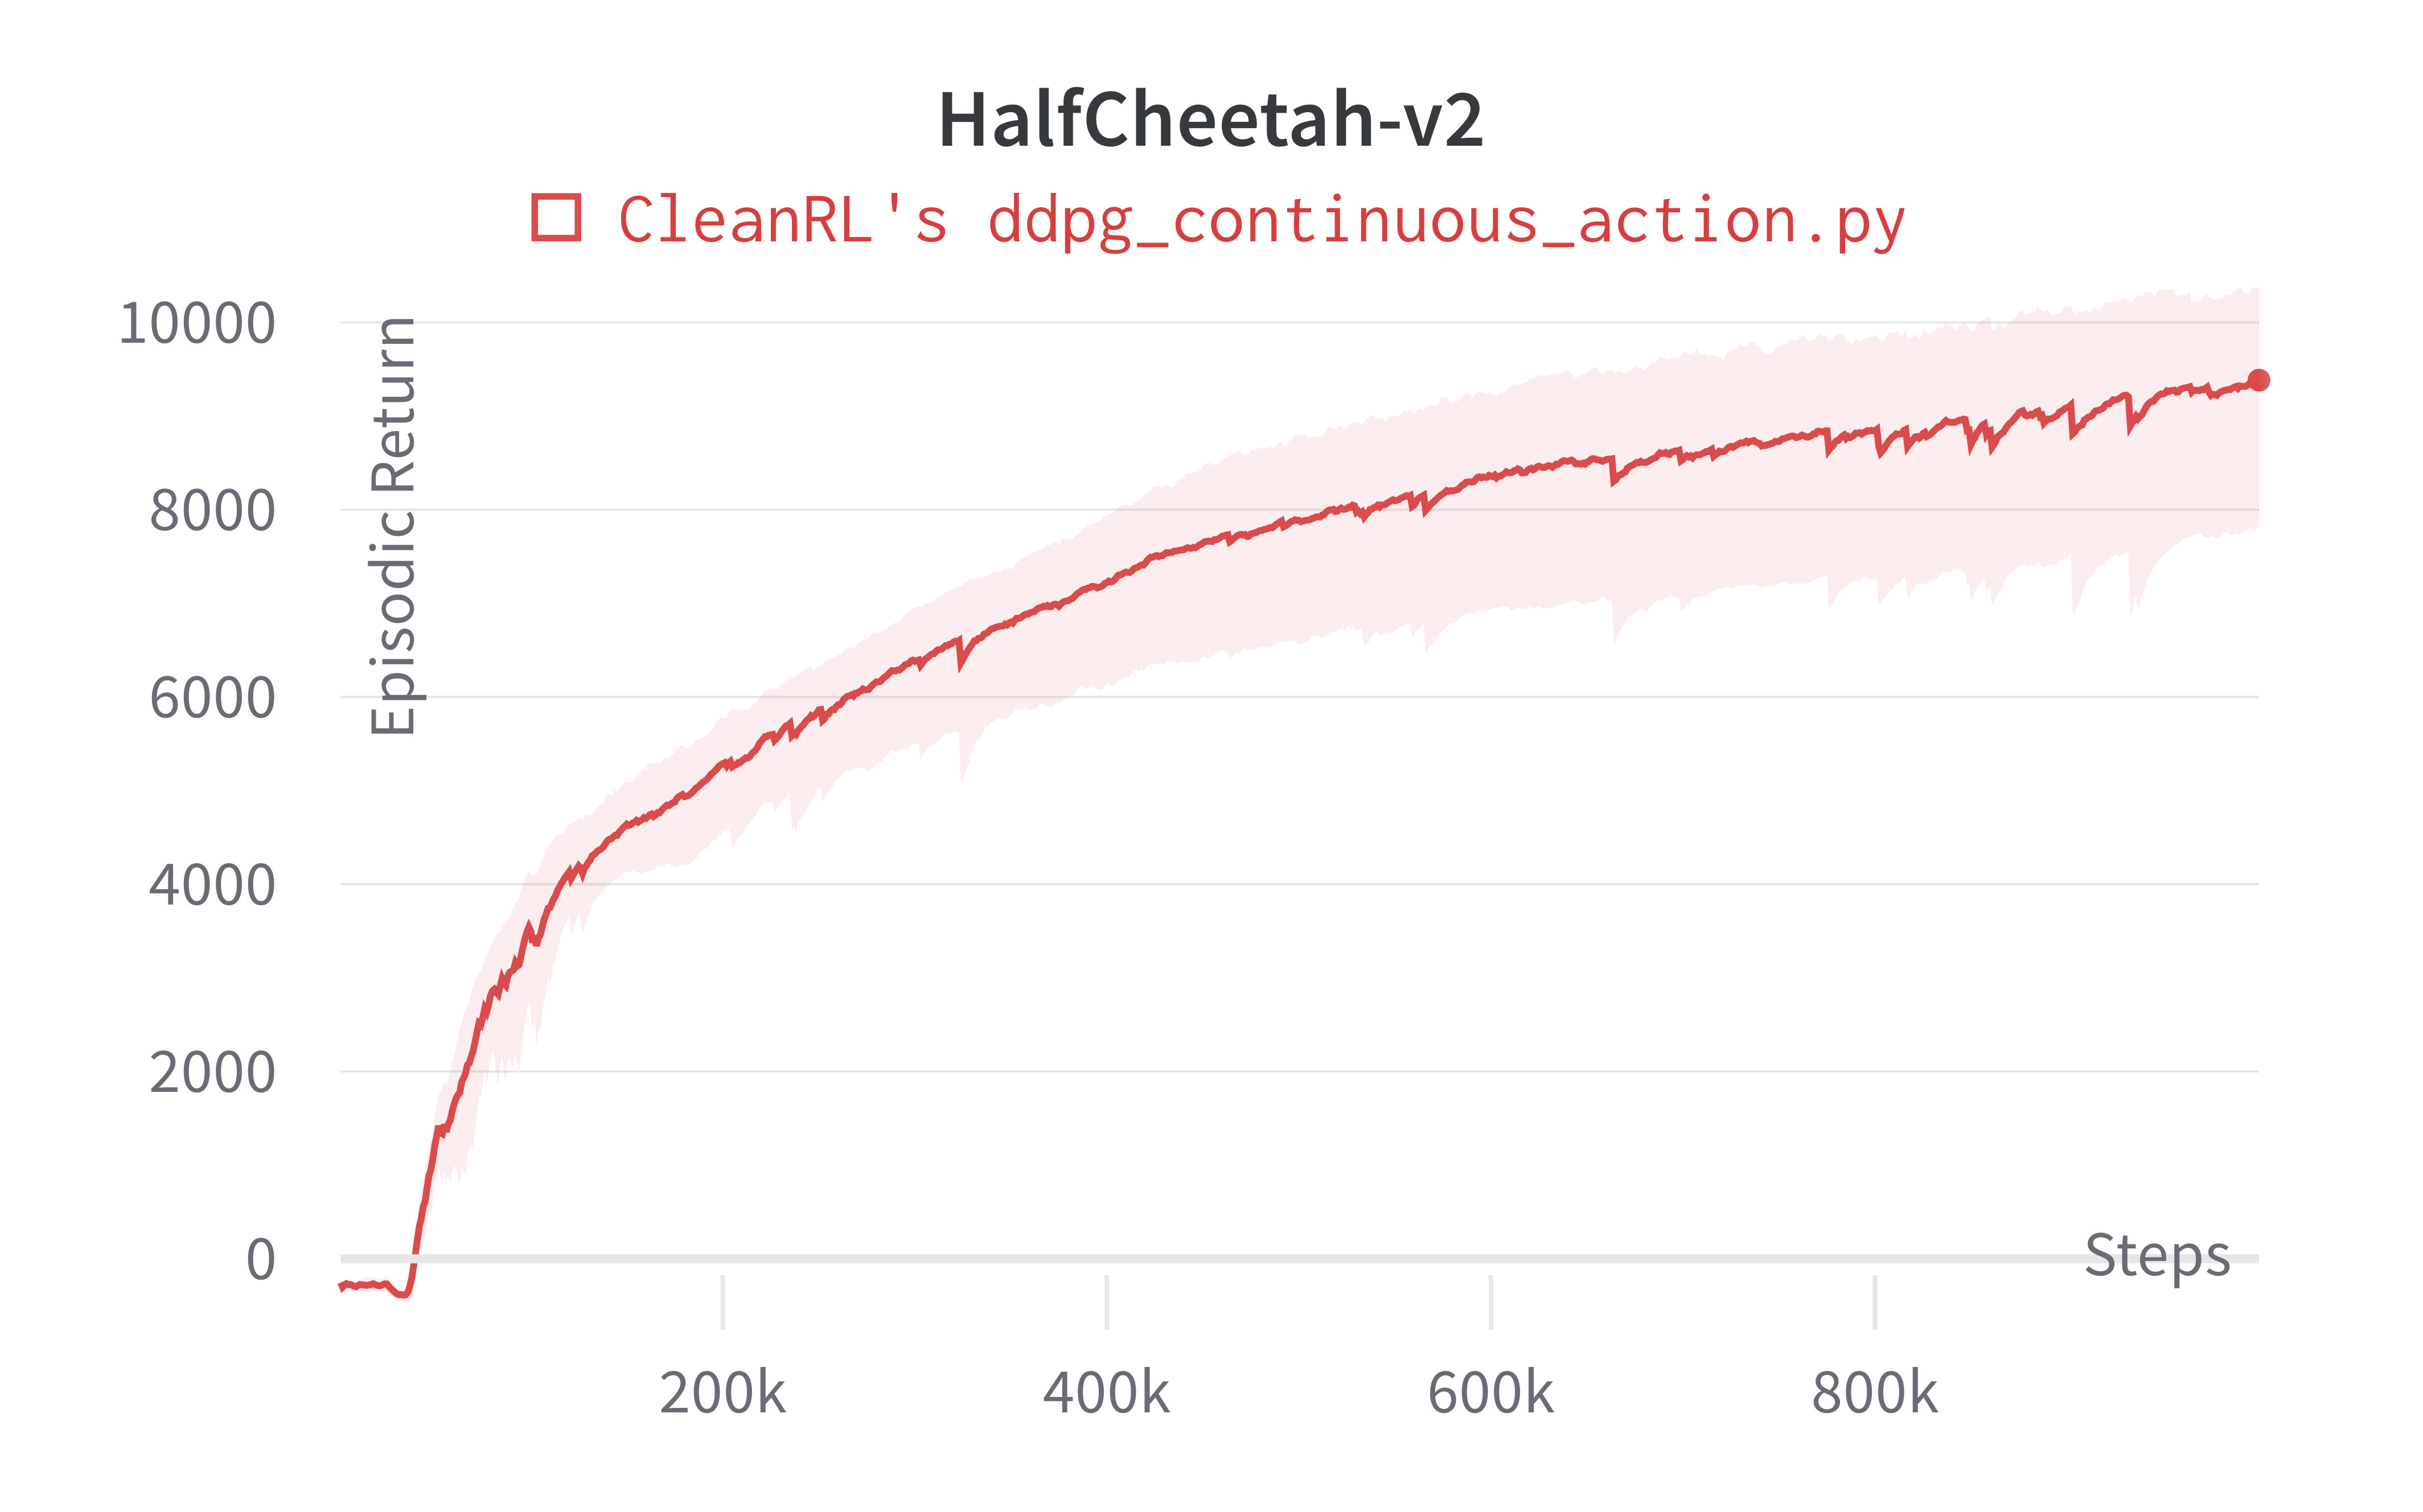 HalfCheetah-v2
CleanRL's ddpg_continuous_action.py
10000
8000
6000
4000
2000
0
Episodic Return
Steps
200k
400k
600k
800k